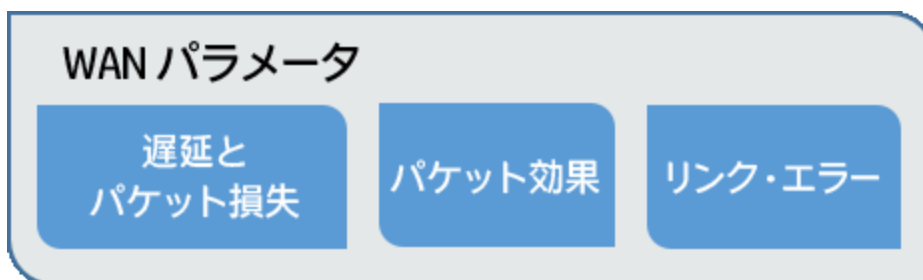 WAN パラメータ
遅延と
パケット損失
パケット効果
リンク・エラー